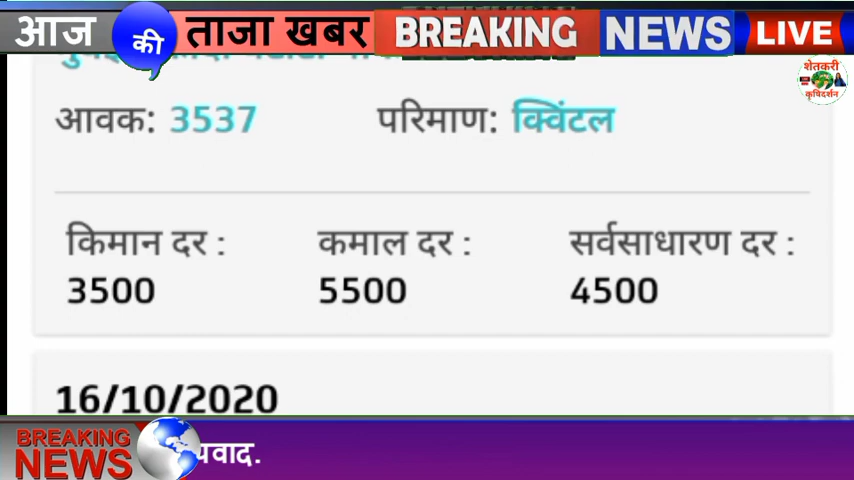 आज की ताजा खबर BREAKING NEWS LIVE
शेतकरी
कृषिदर्शन
आवक: 3537 परिमाण: क्विंटल
किमान दर : कमाल दर : सर्वसाधारण दर :
3500 5500 4500
16/10/2020
BREAKING
NEWS
यवाद.